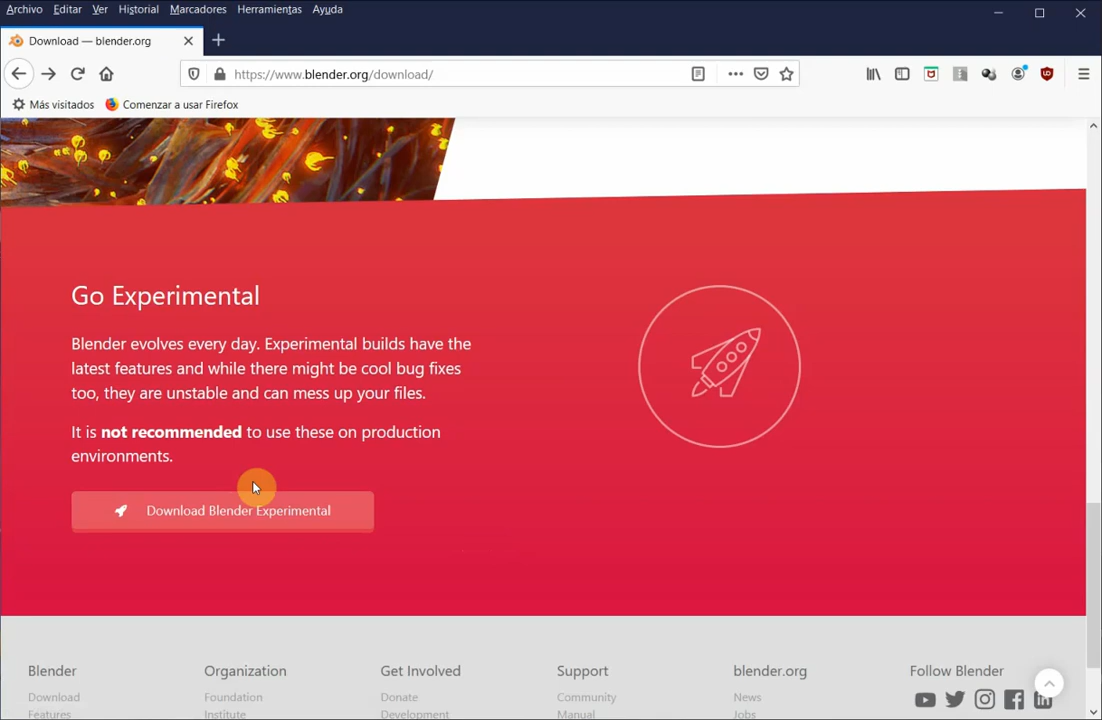 Archivo Editar Ver Historial Marcadores Herramientas Ayuda
Download — blender.org
https://www.blender.org/download/
Más visitados Comenzar a usar Firefox
Go Experimental
Blender evolves every day. Experimental builds have the
latest features and while there might be cool bug fixes
too, they are unstable and can mess up your files.
It is not recommended to use these on production
environments.
Download Blender Experimental
Blender Organization Get Involved Support blender.org Follow Blender
Download Foundation Donate Community News
Features Institute Development Manual Jobs